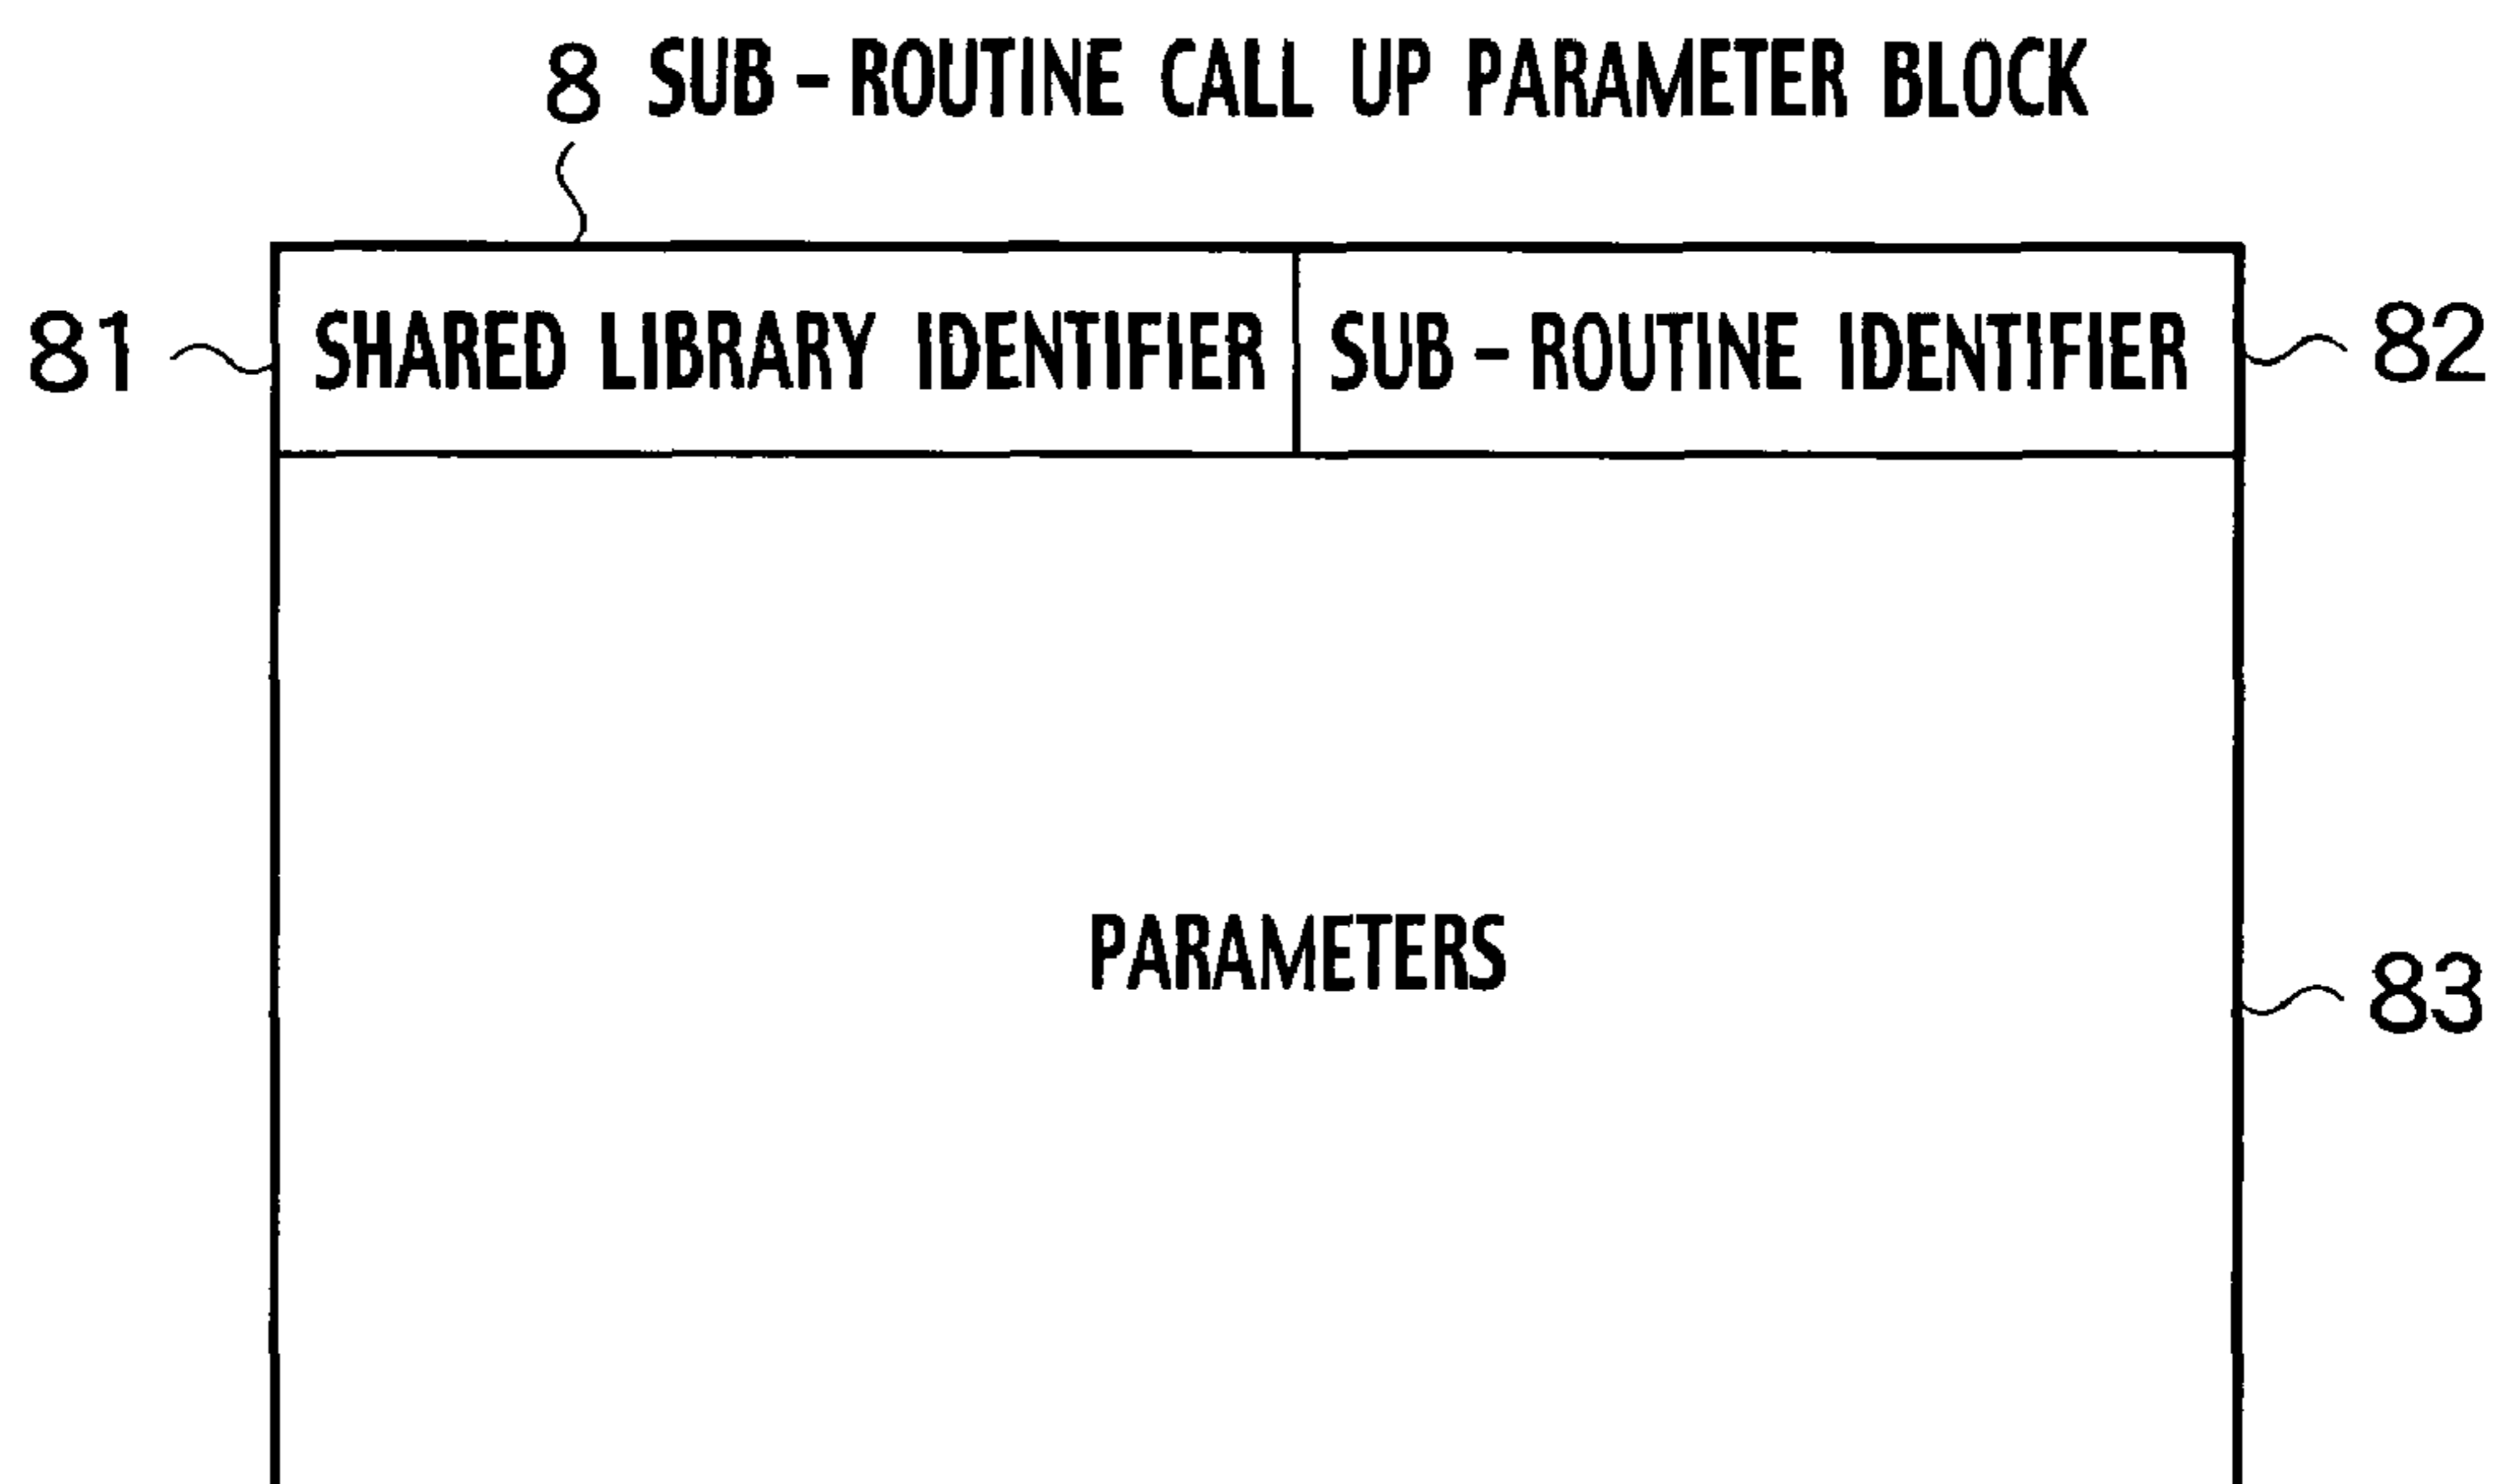 8 SUB-ROUTINE CALL UP PARAMETER BLOCK
81 SHARED LIBRARY IDENTIFIER SUB-ROUTINE IDENTIFIER 82
PARAMETERS
83